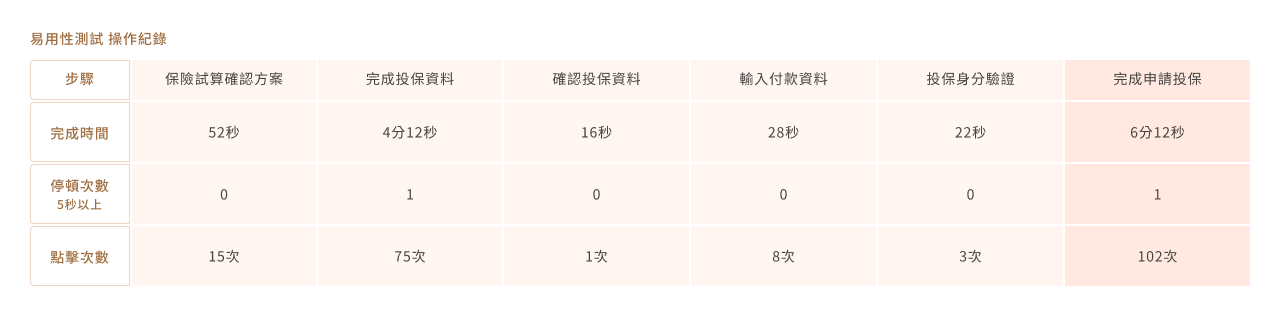 易用性測試 操作紀錄
步驟 保險試算確認方案 完成投保資料 確認投保資料 輸入付款資料 投保身分驗證 完成申請投保
完成時間 52秒 4分12秒 16秒 28秒 22秒 6分12秒
停頓次數
5秒以上 0 1 0 0 0 1
點擊次數 15次 75次 1次 8次 3次 102次